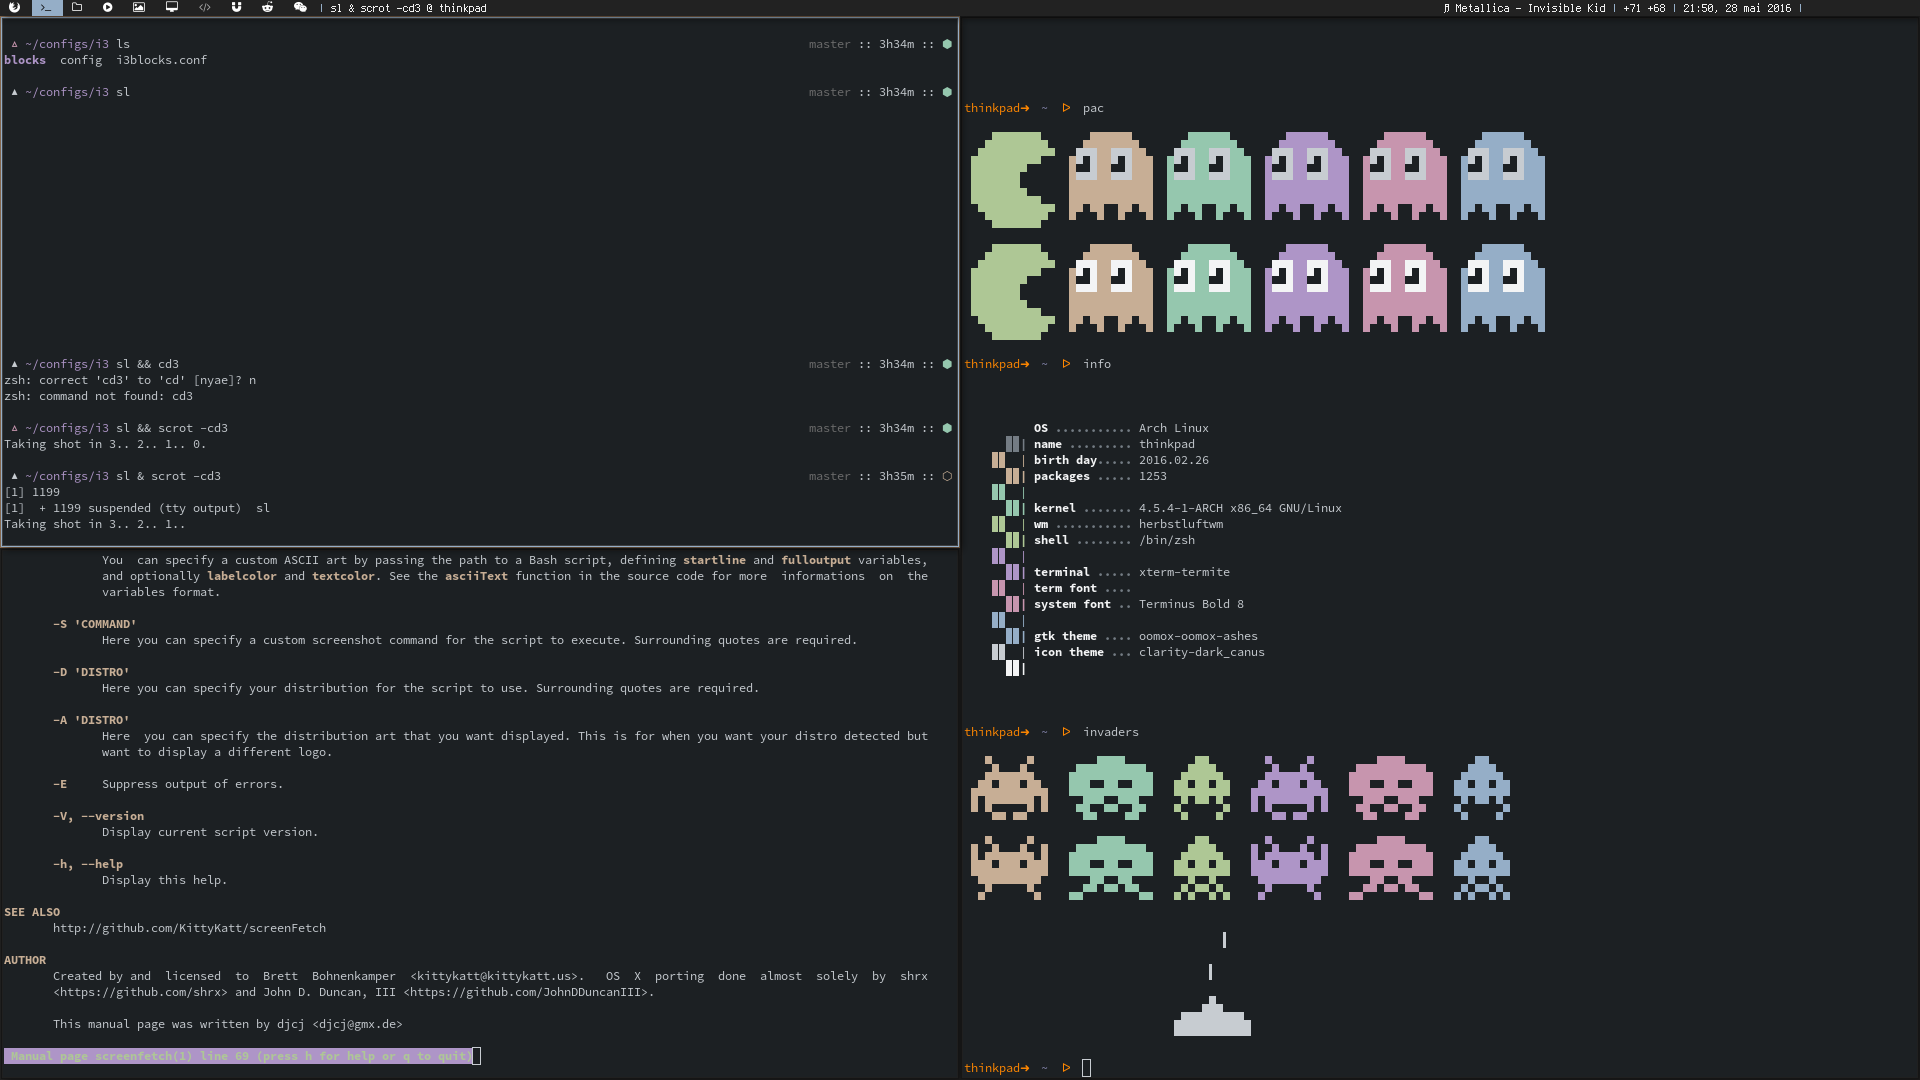 | sl & scrot -cd3 @ thinkpad
Metallica - Invisible Kid | +71 +68 | 21:50, 28 mai 2016 |
~/configs/i3 ls master :: 3h34m ::
blocks config i3blocks.conf
~/configs/i3 sl master :: 3h34m ::
~/configs/i3 sl && cd3 master :: 3h34m ::
zsh: correct 'cd3' to 'cd' [nyae]? n
zsh: command not found: cd3
~/configs/i3 sl && scrot -cd3 master :: 3h34m ::
Taking shot in 3.. 2.. 1.. 0.
~/configs/i3 sl & scrot -cd3 master :: 3h35m ::
[1] 1199
[1]  + 1199 suspended (tty output)  sl
Taking shot in 3.. 2.. 1..
You can specify a custom ASCII art by passing the path to a Bash script, defining startline and fulloutput variables,
and optionally labelcolor and textcolor. See the asciiText function in the source code for more informations on the
variables format.
-S 'COMMAND'
Here you can specify a custom screenshot command for the script to execute. Surrounding quotes are required.
-D 'DISTRO'
Here you can specify your distribution for the script to use. Surrounding quotes are required.
-A 'DISTRO'
Here you can specify the distribution art that you want displayed. This is for when you want your distro detected but
want to display a different logo.
-E Suppress output of errors.
-V, --version
Display current script version.
-h, --help
Display this help.
SEE ALSO
http://github.com/KittyKatt/screenFetch
AUTHOR
Created by and licensed to Brett Bohnenkamper <kittykatt@kittykatt.us>. OS X porting done almost solely by shrx
<https://github.com/shrx> and John D. Duncan, III <https://github.com/JohnDDuncanIII>.
This manual page was written by djcj <djcj@gmx.de>
Manual page screenfetch(1) line 69 (press h for help or q to quit)
thinkpad➜ ~ ▷ pac
thinkpad➜ ~ ▷ info
OS ........... Arch Linux
name ......... thinkpad
birth day..... 2016.02.26
packages ..... 1253
kernel ....... 4.5.4-1-ARCH x86_64 GNU/Linux
wm ........... herbstluftwm
shell ........ /bin/zsh
terminal ..... xterm-termite
term font ....
system font .. Terminus Bold 8
gtk theme .... oomox-oomox-ashes
icon theme ... clarity-dark_canus
thinkpad➜ ~ ▷ invaders
thinkpad➜ ~ ▷